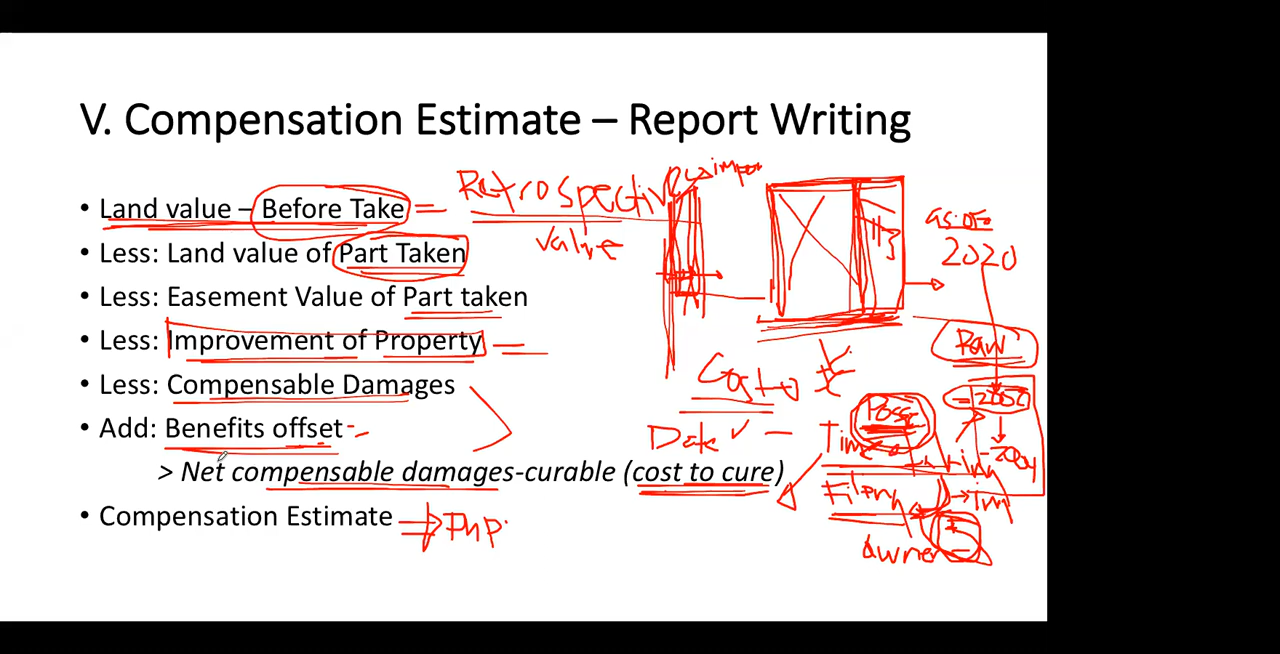 V. Compensation Estimate – Report Writing
• Land value – Before Take
Retrospective
value
• Less: Land value of Part Taken
• Less: Easement Value of Part taken
• Less: Improvement of Property
• Less: Compensable Damages
• Add: Benefits offset
> Net compensable damages-curable (cost to cure)
• Compensation Estimate
PhP.
as of
2020
Raw
Cost to
Date
Time
Filing
owner